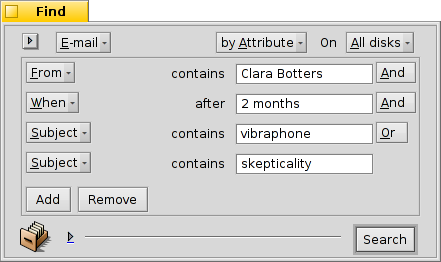 Find
E-mail by Attribute On All disks
From contains Clara Botters And
When after 2 months And
Subject contains vibraphone Or
Subject contains skepticality
Add Remove
Search